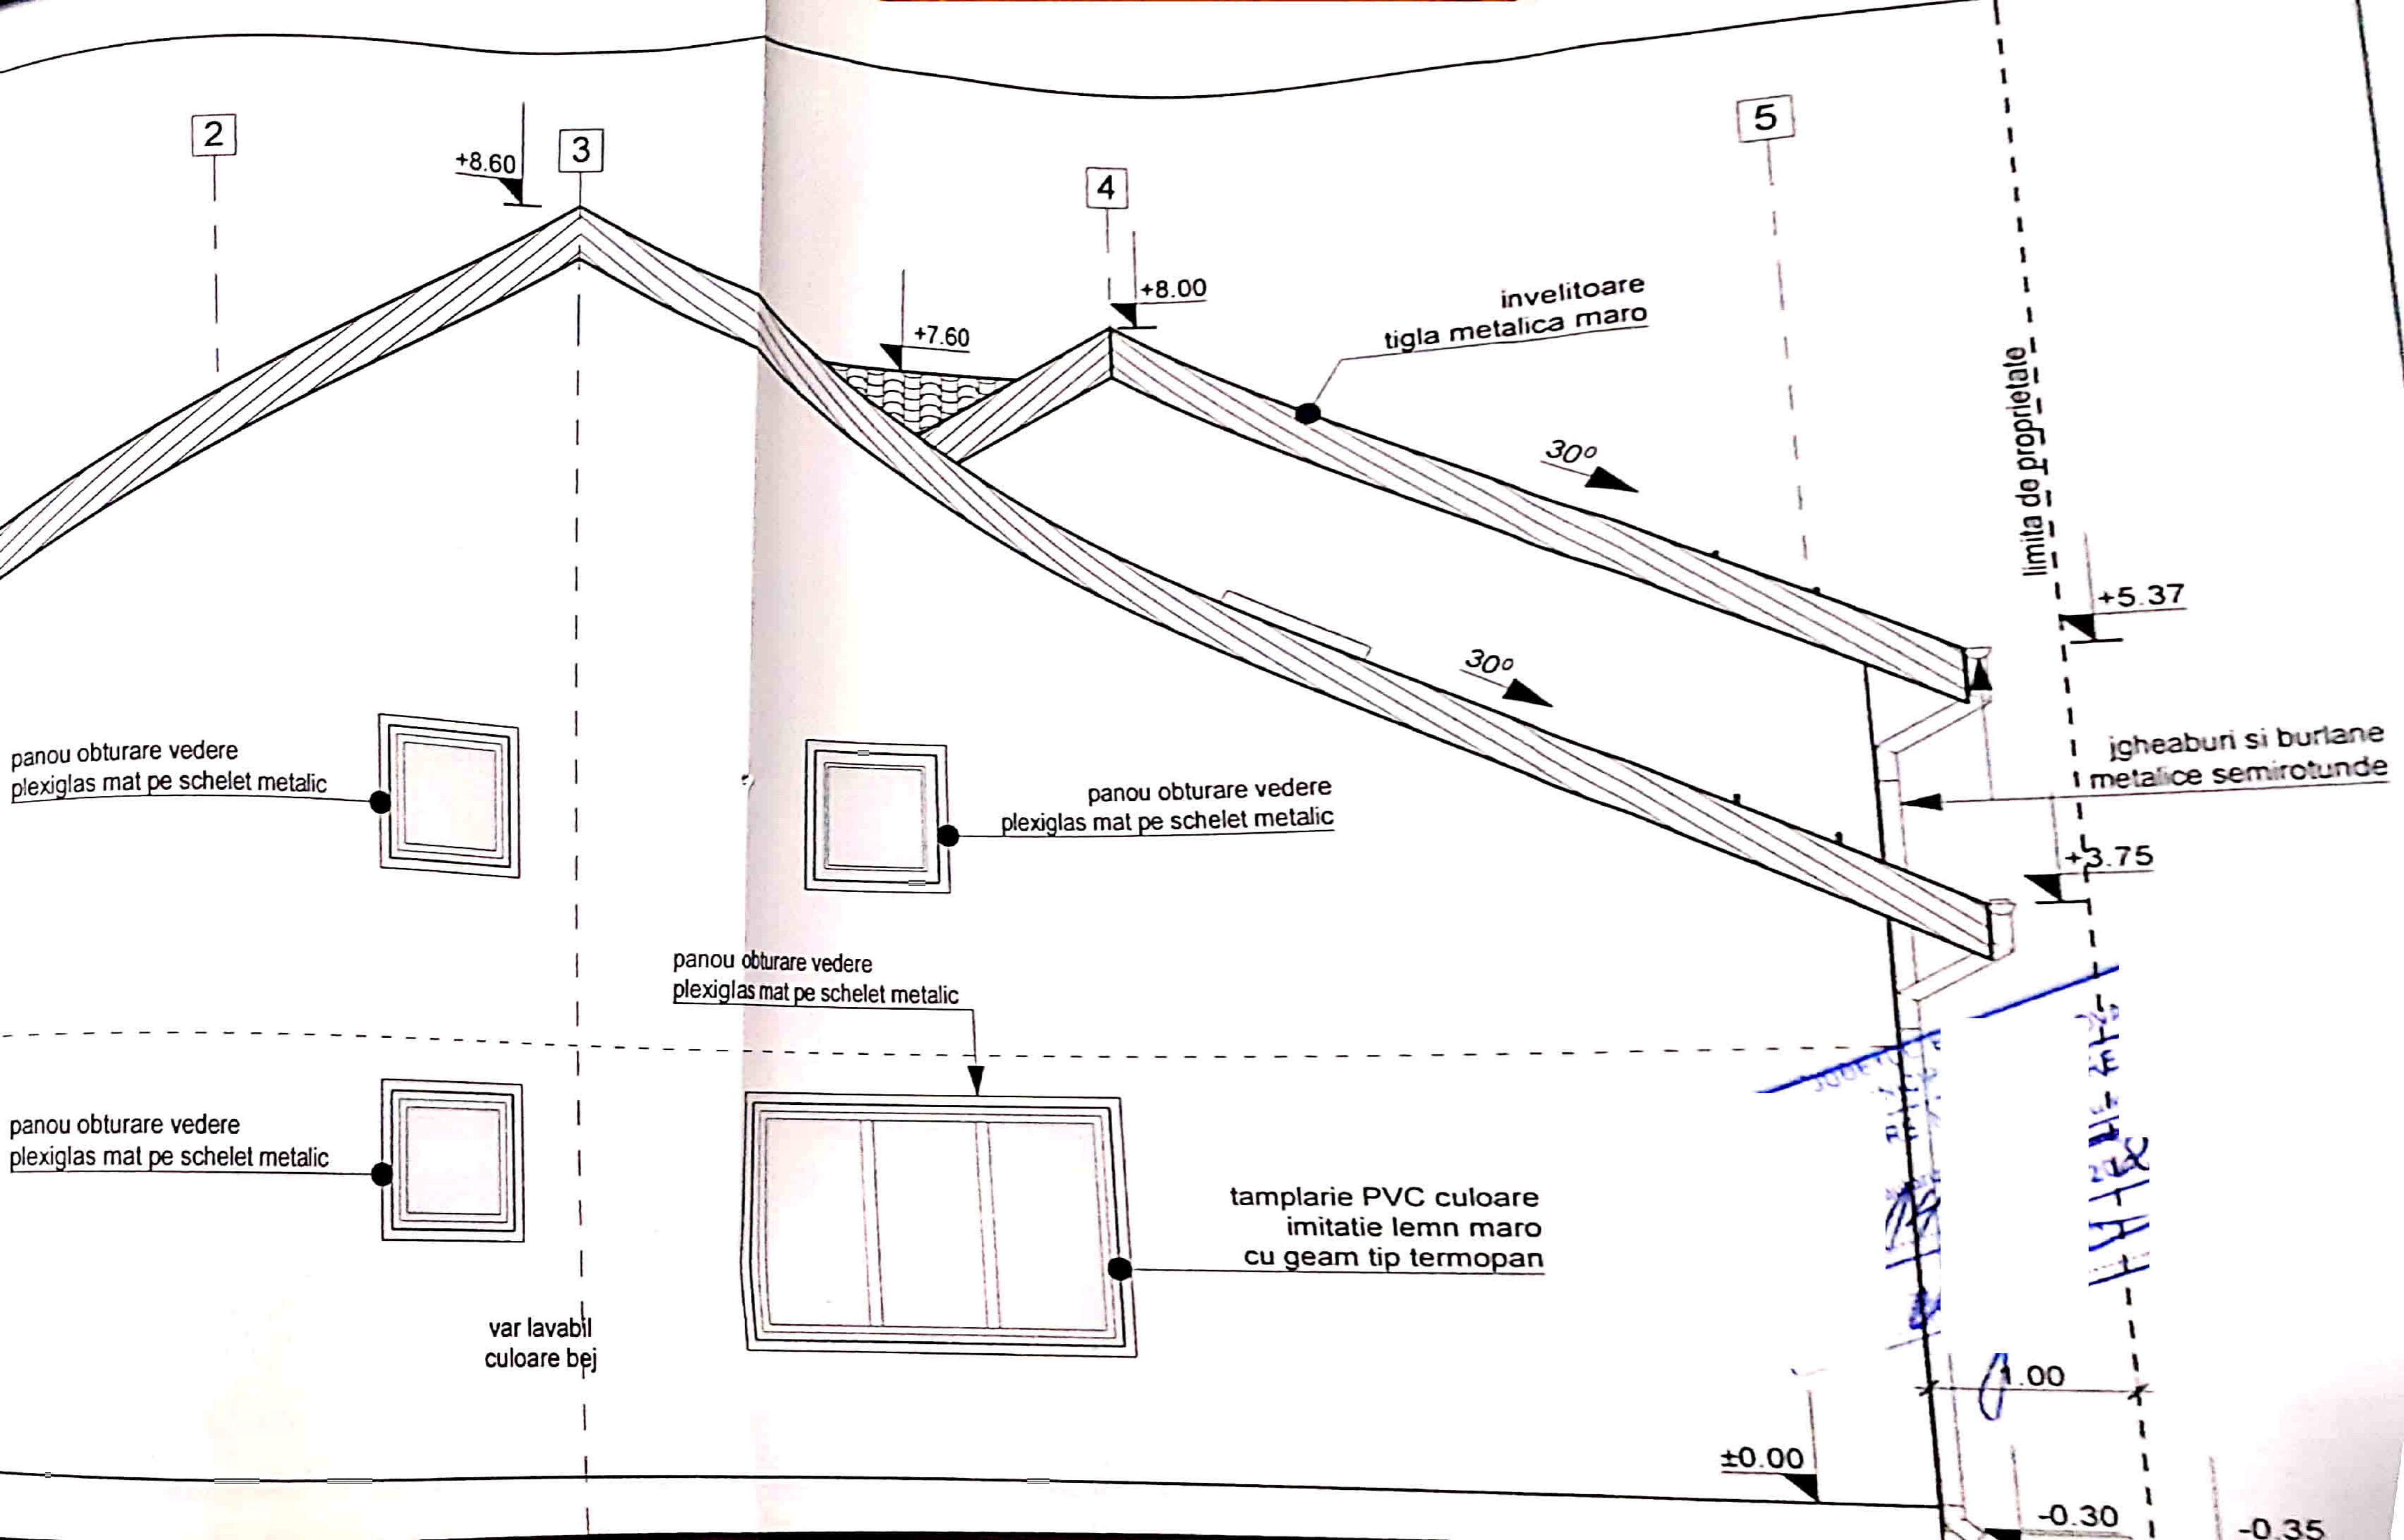 2
3
4
5
+8.60
+8.00
+7.60
invelitoare
tigla metalica maro
30º
limita de proprietate
+5.37
30º
panou obturare vedere
plexiglas mat pe schelet metalic
panou obturare vedere
plexiglas mat pe schelet metalic
jgheaburi si burlane
metalice semirotunde
+3.75
panou obturare vedere
plexiglas mat pe schelet metalic
panou obturare vedere
plexiglas mat pe schelet metalic
tamplarie PVC culoare
imitatie lemn maro
cu geam tip termopan
var lavabil
culoare bej
1.00
±0.00
-0.30
-0.35